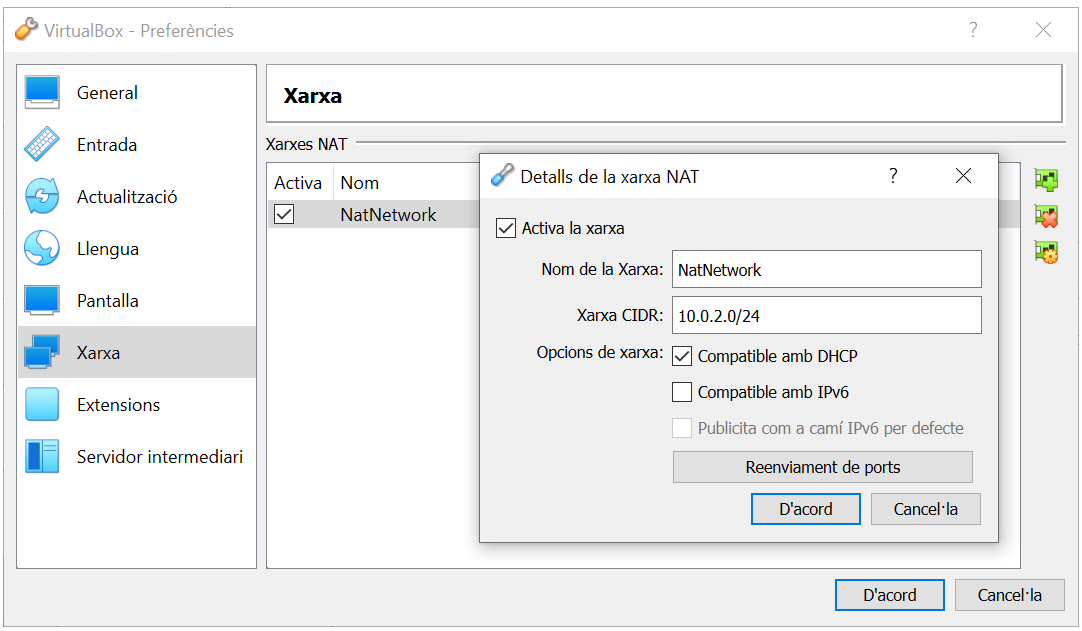 VirtualBox - Preferències
?
General
Entrada
Actualització
Llengua
Pantalla
Xarxa
Extensions
Servidor intermediari
Xarxa
Xarxes NAT
Activa Nom
NatNetwork
Detalls de la xarxa NAT
?
Activa la xarxa
Nom de la Xarxa: NatNetwork
Xarxa CIDR: 10.0.2.0/24
Opcions de xarxa: Compatible amb DHCP
Compatible amb IPv6
Publicita com a camí IPv6 per defecte
Reenviament de ports
D'acord Cancel·la
D'acord Cancel·la